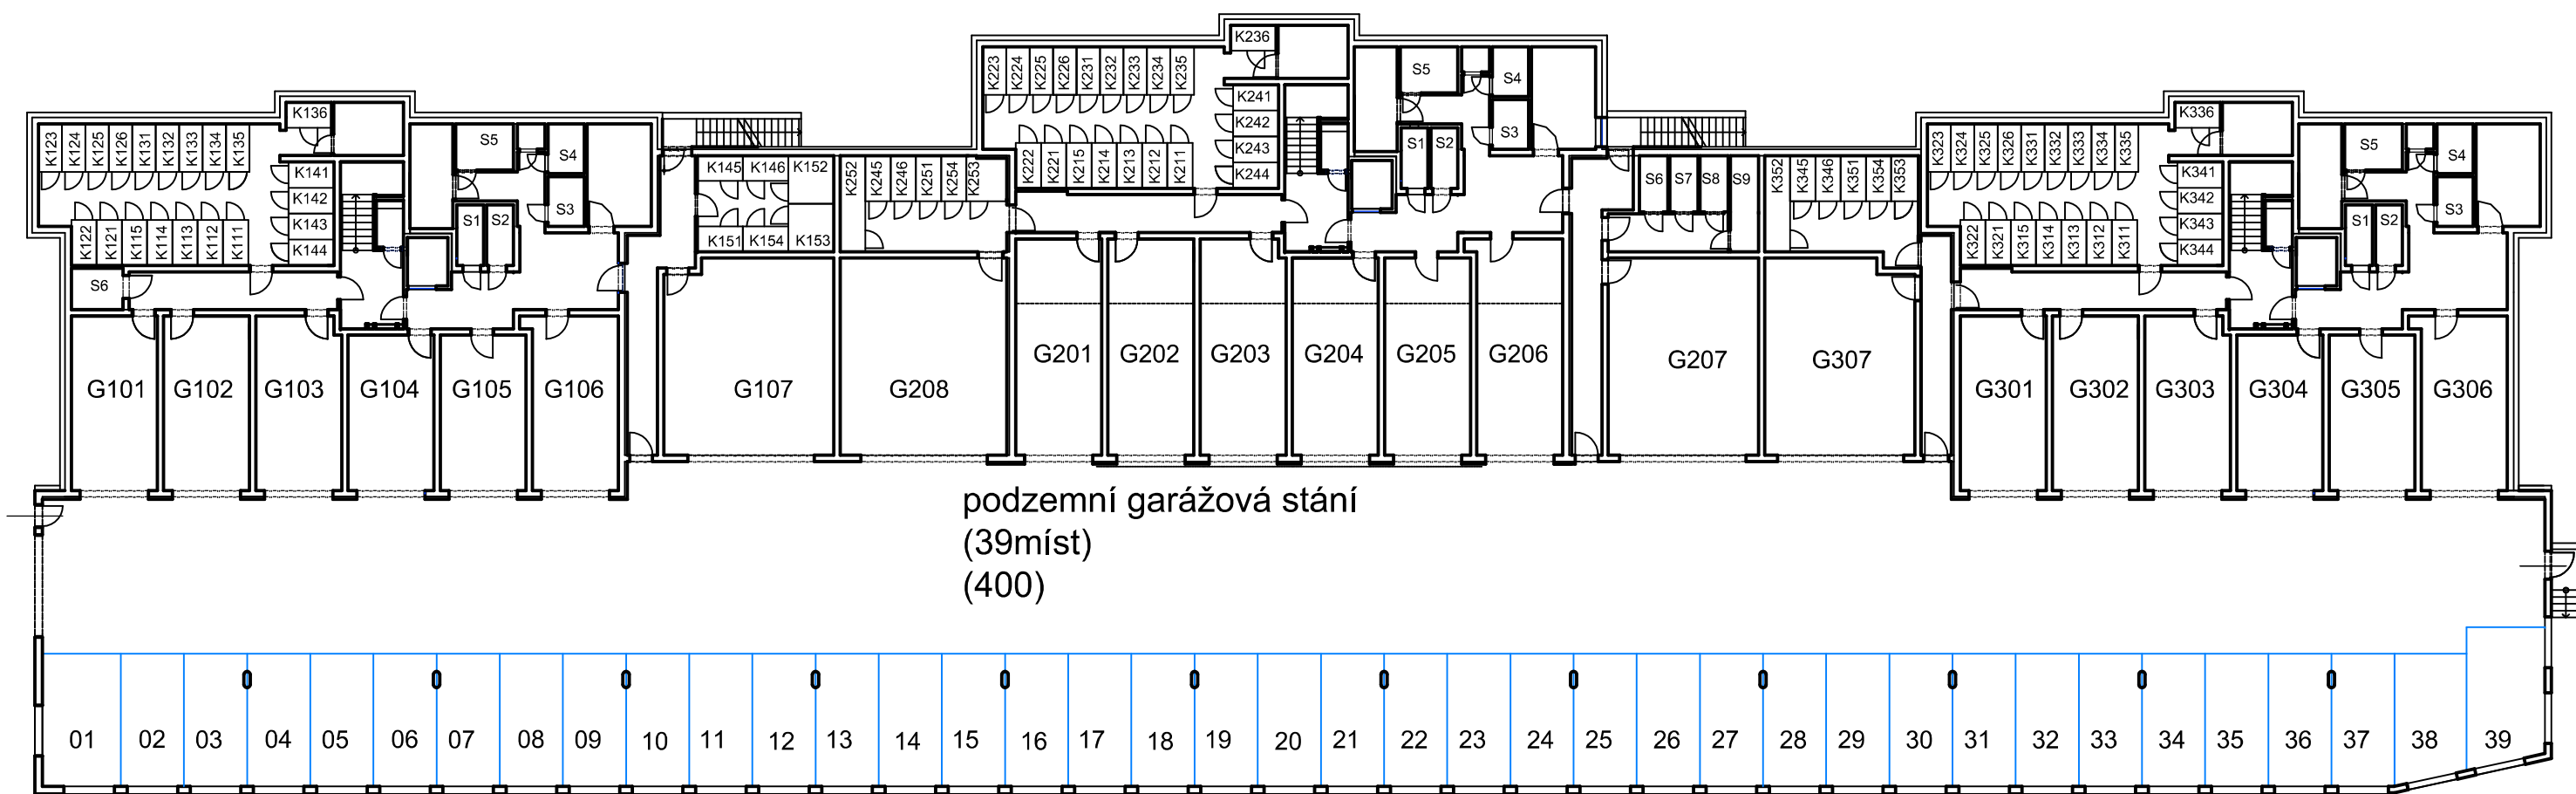 K236
K223 K224 K225 K226 K231 K232 K233 K234 K235
S5 S4
K241
K242
K243
K244
S1 S2 S3
K222 K221 K215 K214 K213 K212 K211
K136
K123 K124 K125 K126 K131 K132 K133 K134 K135
S5 S4
K141
K142
K143
K144
S1 S2 S3
K122 K121 K115 K114 K113 K112 K111
S6
K145 K146 K152
K151 K154 K153
K252 K245 K246 K251 K254 K253
S6 S7 S8 S9
K352 K345 K346 K351 K354 K353
K336
K323 K324 K325 K326 K331 K332 K333 K334 K335
S5 S4
K341
K342
K343
K344
S1 S2 S3
K322 K321 K315 K314 K313 K312 K311
G101 G102 G103 G104 G105 G106 G107 G208 G201 G202 G203 G204 G205 G206 G207 G307 G301 G302 G303 G304 G305 G306
podzemní garážová stání
(39míst)
(400)
01 02 03 04 05 06 07 08 09 10 11 12 13 14 15 16 17 18 19 20 21 22 23 24 25 26 27 28 29 30 31 32 33 34 35 36 37 38 39